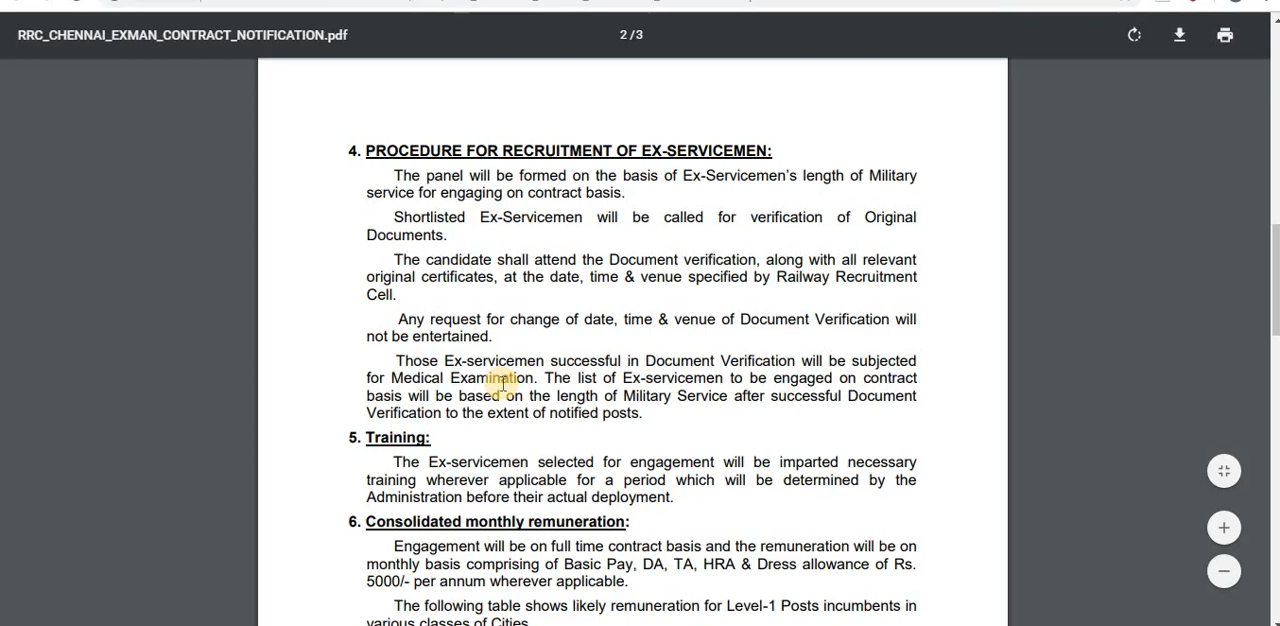 RRC_CHENNAI_EXMAN_CONTRACT_NOTIFICATION.pdf
2 / 3
4. PROCEDURE FOR RECRUITMENT OF EX-SERVICEMEN:
The panel will be formed on the basis of Ex-Servicemen's length of Military
service for engaging on contract basis.
Shortlisted Ex-Servicemen will be called for verification of Original
Documents.
The candidate shall attend the Document verification, along with all relevant
original certificates, at the date, time & venue specified by Railway Recruitment
Cell.
Any request for change of date, time & venue of Document Verification will
not be entertained.
Those Ex-servicemen successful in Document Verification will be subjected
for Medical Examination. The list of Ex-servicemen to be engaged on contract
basis will be based on the length of Military Service after successful Document
Verification to the extent of notified posts.
5. Training:
The Ex-servicemen selected for engagement will be imparted necessary
training wherever applicable for a period which will be determined by the
Administration before their actual deployment.
6. Consolidated monthly remuneration:
Engagement will be on full time contract basis and the remuneration will be on
monthly basis comprising of Basic Pay, DA, TA, HRA & Dress allowance of Rs.
5000/- per annum wherever applicable.
The following table shows likely remuneration for Level-1 Posts incumbents in
various classes of Cities.